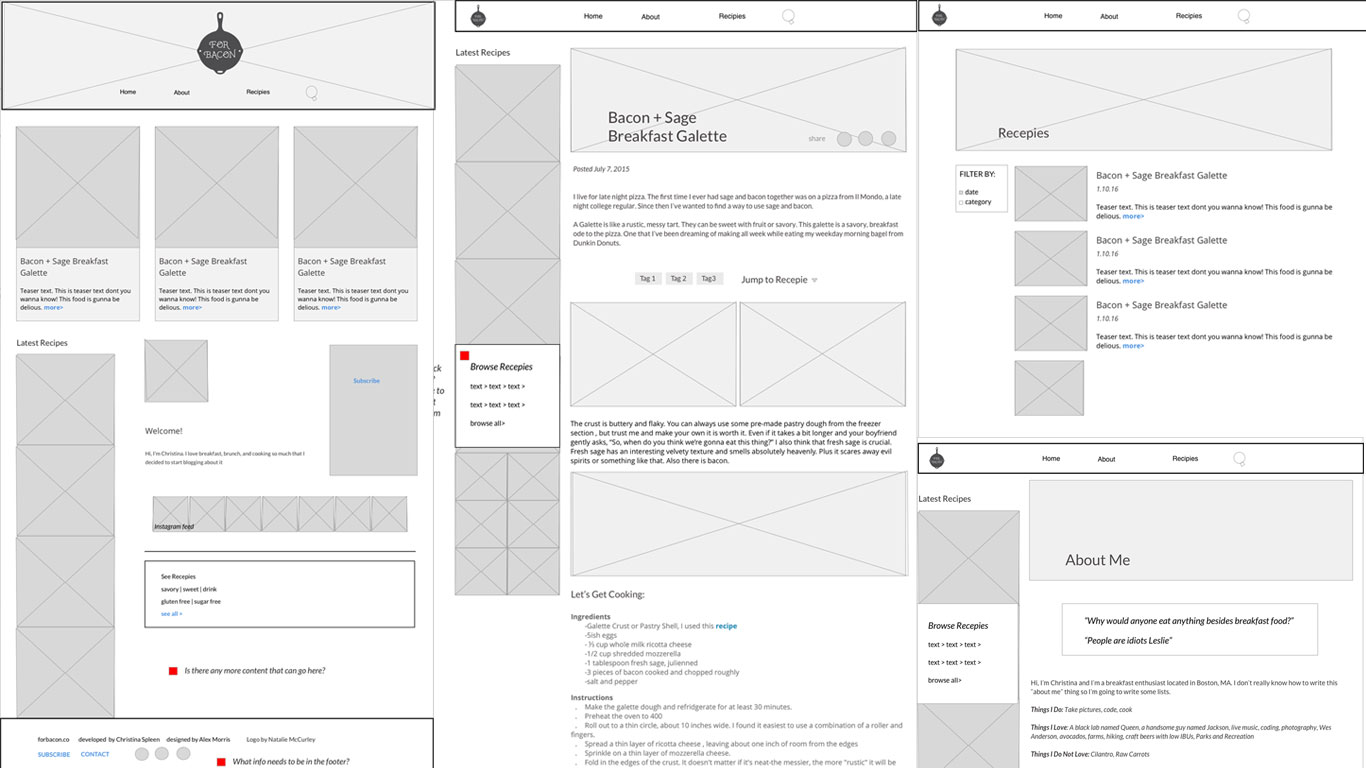 FOR
BACON
Home About Recipies
Bacon + Sage Breakfast
Galette
Teaser text. This is teaser text dont you
wanna know! This food is gunna be
delious. more>
Bacon + Sage Breakfast
Galette
Teaser text. This is teaser text dont you
wanna know! This food is gunna be
delious. more>
Bacon + Sage Breakfast
Galette
Teaser text. This is teaser text dont you
wanna know! This food is gunna be
delious. more>
Latest Recipes
Subscribe
Welcome!
Hi, I'm Christina. I love breakfast, brunch, and cooking so much that I
decided to start blogging about it
Instagram feed
See Recepies
savory | sweet | drink
gluten free | sugar free
see all >
Is there any more content that can go here?
forbacon.co developed by Christina Spleen designed by Alex Morris Logo by Natalie McCurley
SUBSCRIBE CONTACT
What info needs to be in the footer?
ck
to
t
m
Home About Recipies
Latest Recipes
Bacon + Sage
Breakfast Galette
share
Posted July 7, 2015
I live for late night pizza. The first time I ever had sage and bacon together was on a pizza from Il Mondo, a late
night college regular. Since then I've wanted to find a way to use sage and bacon.
A Galette is like a rustic, messy tart. They can be sweet with fruit or savory. This galette is a savory, breakfast
ode to the pizza. One that I've been dreaming of making all week while eating my weekday morning bagel from
Dunkin Donuts.
Tag 1 Tag 2 Tag3 Jump to Recepie
Browse Recepies
text > text > text >
text > text > text >
browse all>
The crust is buttery and flaky. You can always use some pre-made pastry dough from the freezer
section , but trust me and make your own it is worth it. Even if it takes a bit longer and your boyfriend
gently asks, "So, when do you think we're gonna eat this thing?" I also think that fresh sage is crucial.
Fresh sage has an interesting velvety texture and smells absolutely heavenly. Plus it scares away evil
spirits or something like that. Also there is bacon.
Let's Get Cooking:
Ingredients
-Galette Crust or Pastry Shell, I used this recipe
-5ish eggs
-⅓ cup whole milk ricotta cheese
-1/2 cup shredded mozzerella
-1 tablespoon fresh sage, julienned
-3 pieces of bacon cooked and chopped roughly
-salt and pepper
Instructions
. Make the galette dough and refridgerate for at least 30 minutes.
. Preheat the oven to 400
. Roll out to a thin circle, about 10 inches wide. I found it easiest to use a combination of a roller and
fingers.
. Spread a thin layer of ricotta cheese , leaving about one inch of room from the edges
. Sprinkle on a thin layer of mozzerella cheese.
. Fold in the edges of the crust. It doesn't matter if it's neat-the messier, the more "rustic" it will be
Home About Recipies
Recepies
FILTER BY:
date
category
Bacon + Sage Breakfast Galette
1.10.16
Teaser text. This is teaser text dont you wanna know! This food is gunna be
delious. more>
Bacon + Sage Breakfast Galette
1.10.16
Teaser text. This is teaser text dont you wanna know! This food is gunna be
delious. more>
Bacon + Sage Breakfast Galette
1.10.16
Teaser text. This is teaser text dont you wanna know! This food is gunna be
delious. more>
Home About Recipies
Latest Recipes
About Me
Browse Recepies
text > text > text >
text > text > text >
browse all>
"Why would anyone eat anything besides breakfast food?"
"People are idiots Leslie"
Hi, I'm Christina and I'm a breakfast enthusiast located in Boston, MA. I don't really know how to write this
"about me" thing so I'm going to write some lists.
Things I Do: Take pictures, code, cook
Things I Love: A black lab named Queen, a handsome guy named Jackson, live music, coding, photography, Wes
Anderson, avocados, farms, hiking, craft beers with low IBUs, Parks and Recreation
Things I Do Not Love: Cilantro, Raw Carrots